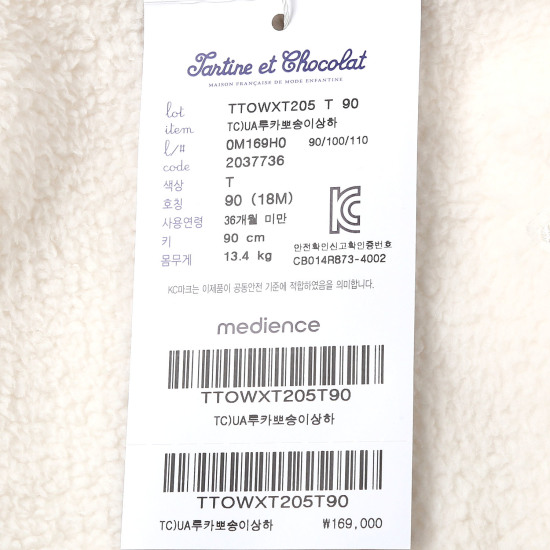 Tartine et Chocolat
MAISON FRANÇAISE DE MODE ENFANTINE
lot TTOWXT205 T 90
item TC)UA루카뽀송이상하
l/# 0M169H0 90/100/110
code 2037736
색상 T
호칭 90 (18M)
사용연령 36개월 미만
키 90 cm
몸무게 13.4 kg
KC
안전확인신고확인증번호
CB014R873-4002
KC마크는 이제품이 공통안전 기준에 적합하였음을 의미합니다.
medience
TTOWXT205T90
TC)UA루카뽀송이상하
TTOWXT205T90
TC)UA루카뽀송이상하 ₩169,000